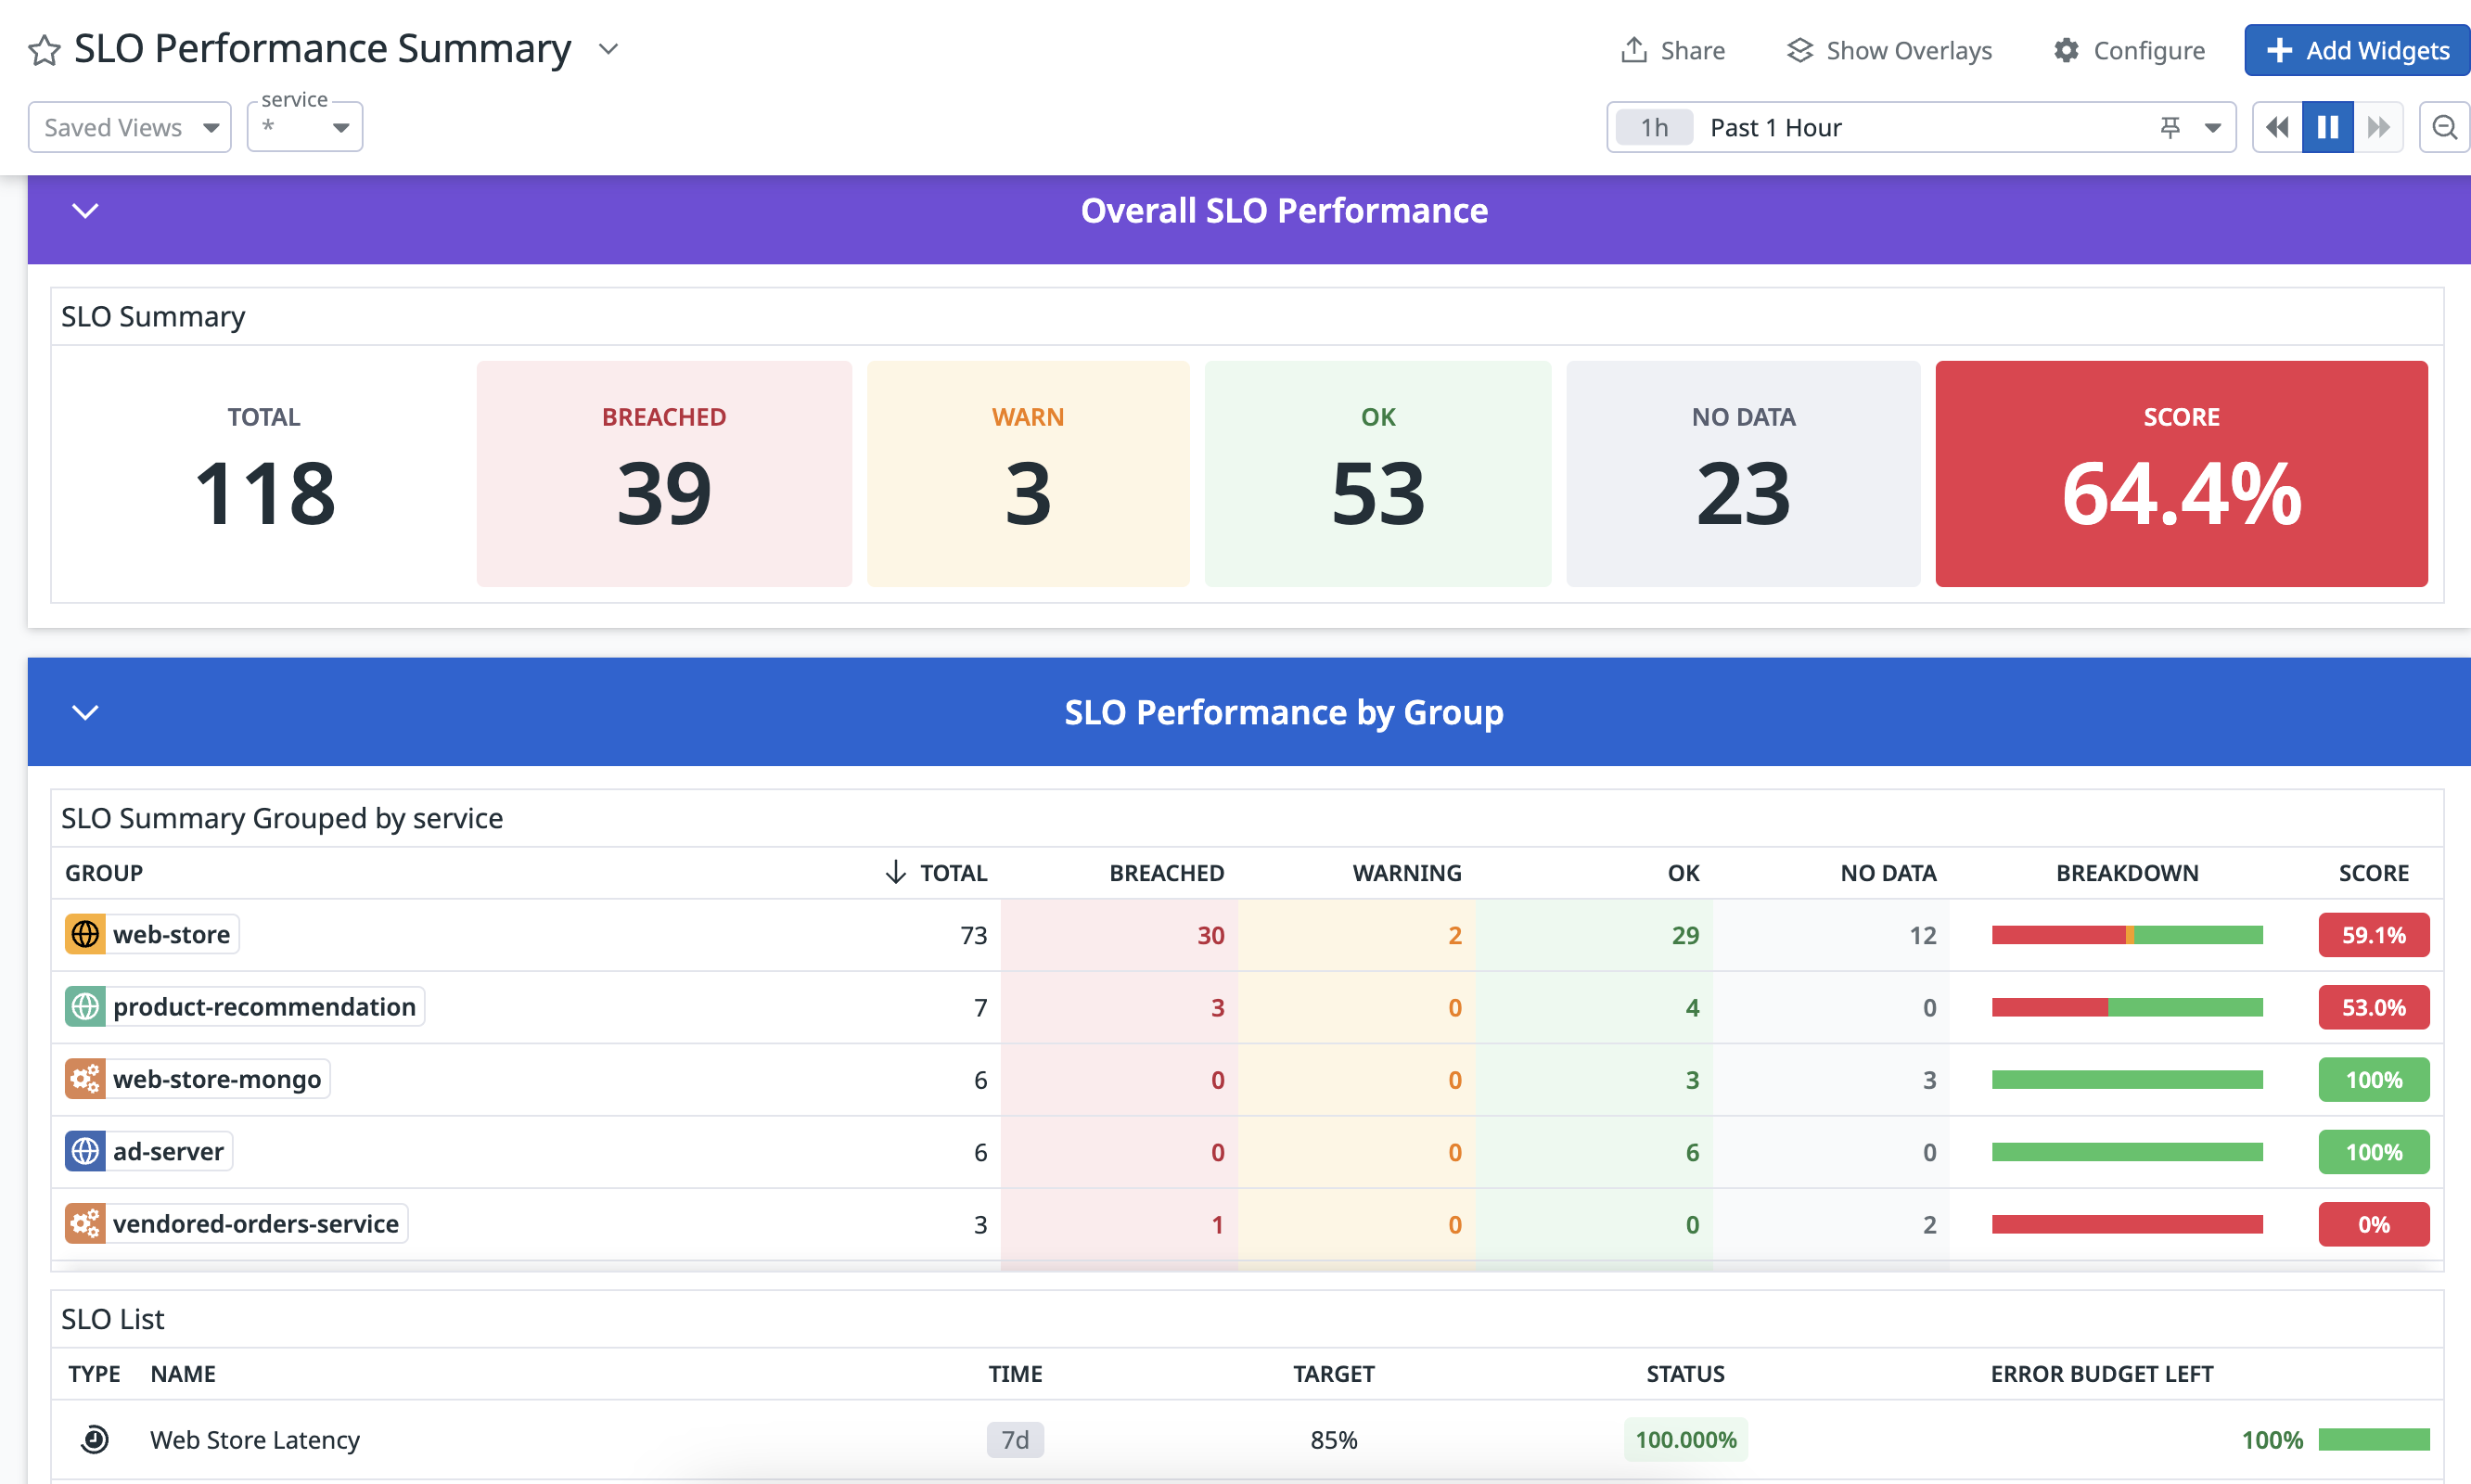 SLO Performance Summary
Share
Show Overlays
Configure
Add Widgets
Saved Views
service
*
1h Past 1 Hour
Overall SLO Performance
SLO Summary
TOTAL BREACHED WARN OK NO DATA SCORE
118 39 3 53 23 64.4%
SLO Performance by Group
SLO Summary Grouped by service
GROUP TOTAL BREACHED WARNING OK NO DATA BREAKDOWN SCORE
web-store 73 30 2 29 12 59.1%
product-recommendation 7 3 0 4 0 53.0%
web-store-mongo 6 0 0 3 3 100%
ad-server 6 0 0 6 0 100%
vendored-orders-service 3 1 0 0 2 0%
SLO List
TYPE NAME TIME TARGET STATUS ERROR BUDGET LEFT
Web Store Latency 7d 85% 100.000% 100%